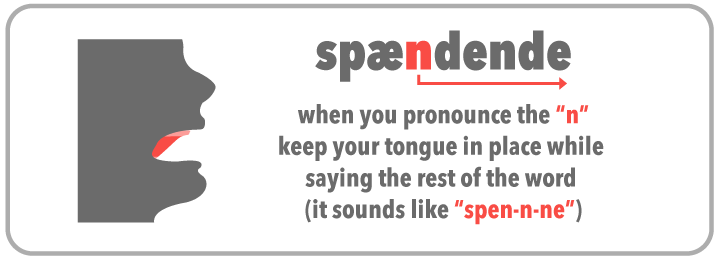 spændende
when you pronounce the “n“
keep your tongue in place while
saying the rest of the word
(it sounds like “spen-n-ne“)